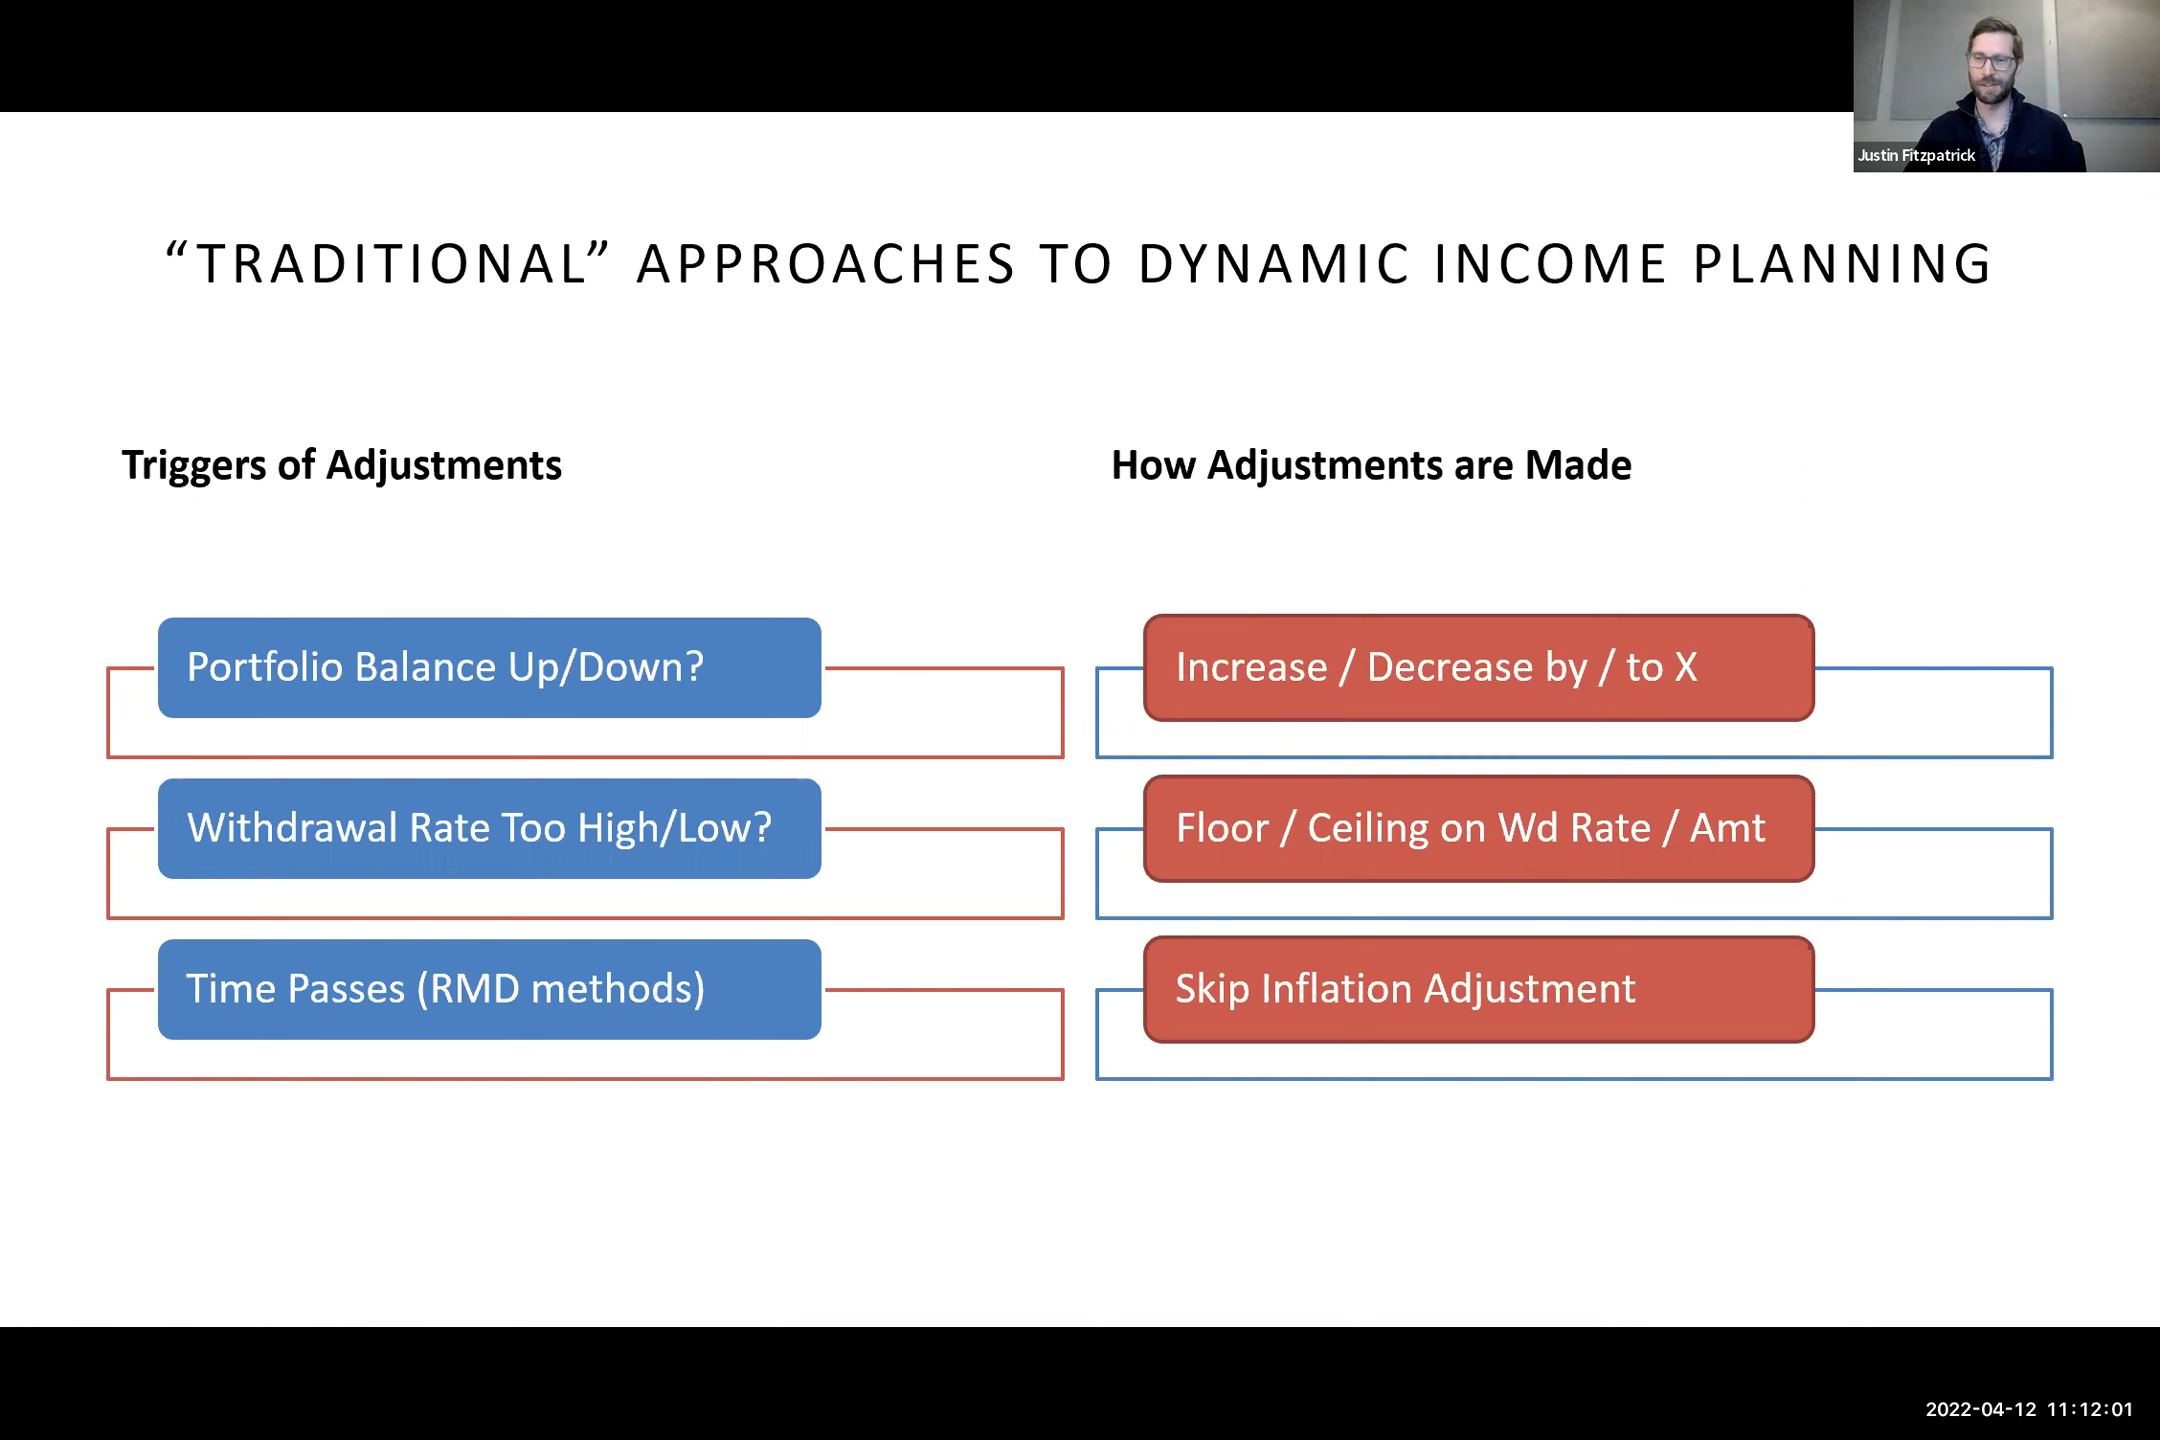 Justin Fitzpatrick
“TRADITIONAL” APPROACHES TO DYNAMIC INCOME PLANNING
Triggers of Adjustments
Portfolio Balance Up/Down?
Withdrawal Rate Too High/Low?
Time Passes (RMD methods)
How Adjustments are Made
Increase / Decrease by / to X
Floor / Ceiling on Wd Rate / Amt
Skip Inflation Adjustment
2022-04-12 11:12:01